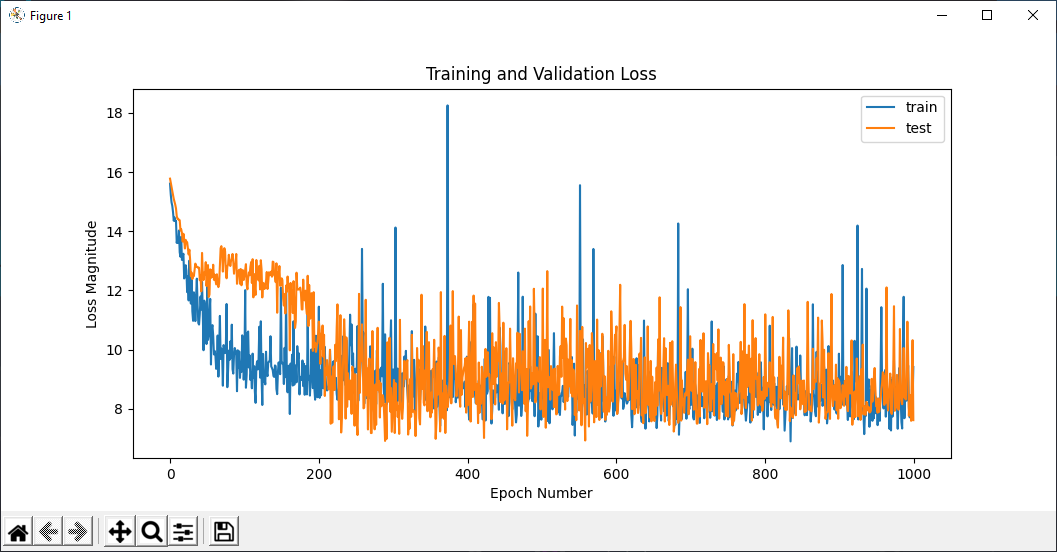 Figure 1
Training and Validation Loss
train
test
18
16
14
12
10
8
Loss Magnitude
0 200 400 600 800 1000
Epoch Number